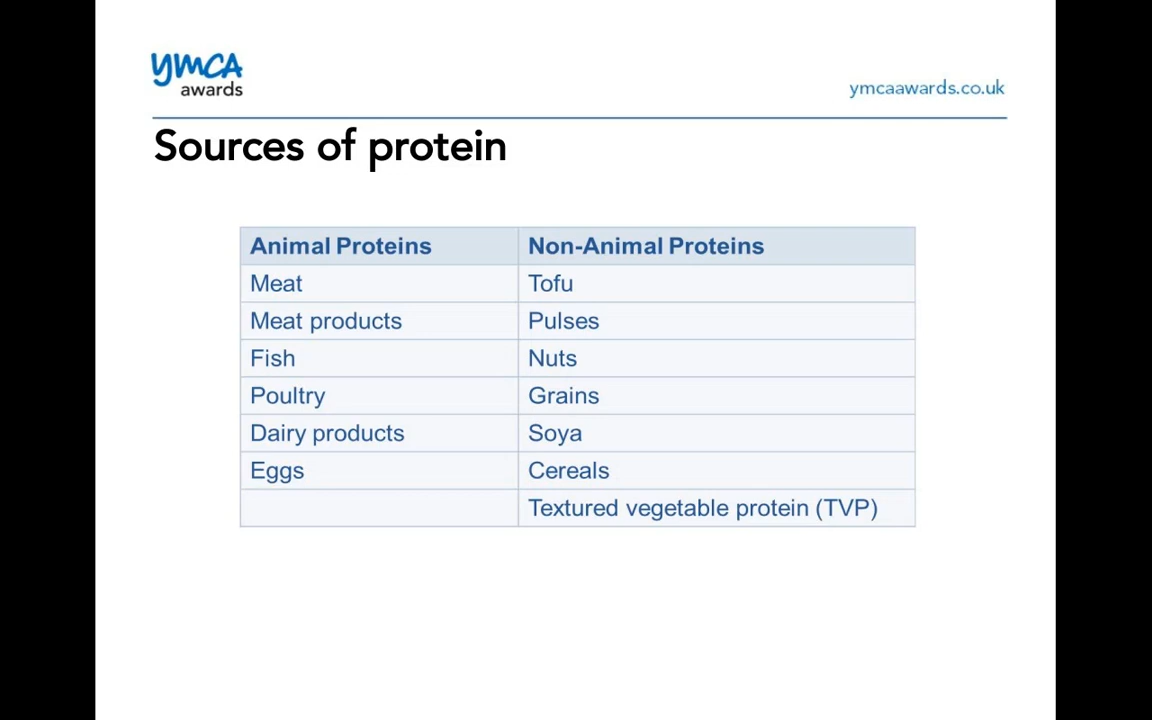 ymca
awards
ymcaawards.co.uk
Sources of protein
Animal Proteins Non-Animal Proteins
Meat Tofu
Meat products Pulses
Fish Nuts
Poultry Grains
Dairy products Soya
Eggs Cereals
Textured vegetable protein (TVP)